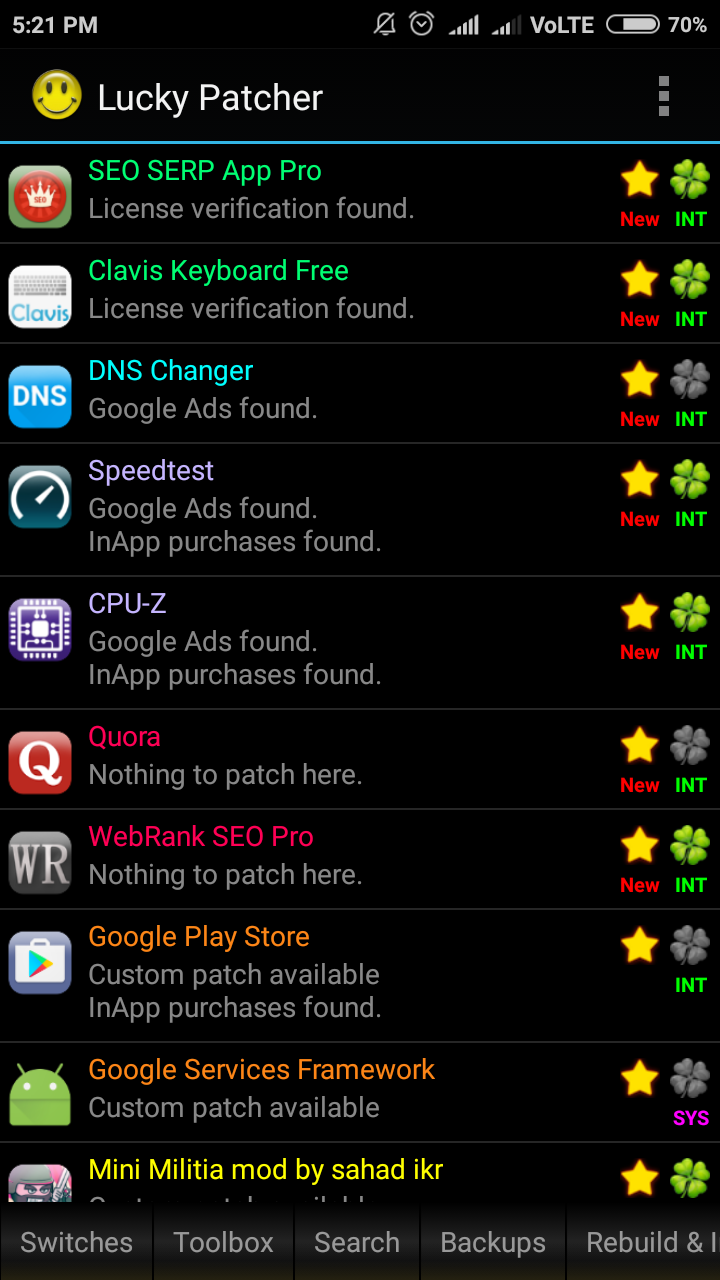 5:21 PM
VoLTE 70%
Lucky Patcher
SEO
SEO SERP App Pro
License verification found.
New INT
Clavis
Clavis Keyboard Free
License verification found.
New INT
DNS
DNS Changer
Google Ads found.
New INT
Speedtest
Google Ads found.
InApp purchases found.
New INT
CPU-Z
Google Ads found.
InApp purchases found.
New INT
Q
Quora
Nothing to patch here.
New INT
WR
WebRank SEO Pro
Nothing to patch here.
New INT
Google Play Store
Custom patch available
InApp purchases found.
INT
Google Services Framework
Custom patch available
SYS
Mini Militia mod by sahad ikr
Switches Toolbox Search Backups Rebuild &